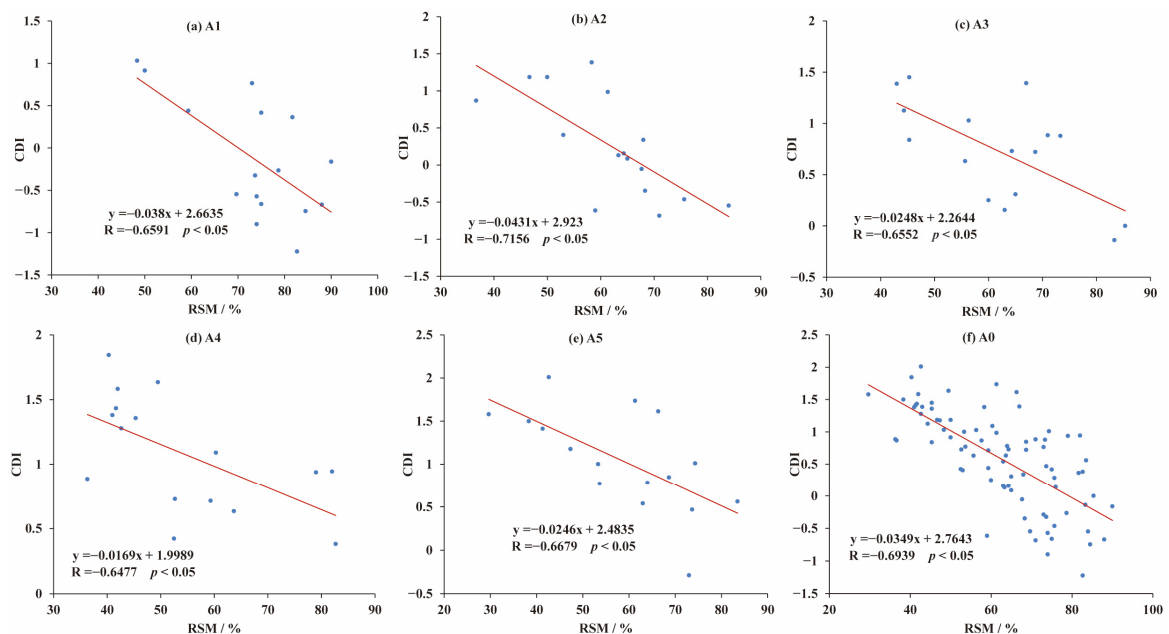 (a) A1
1.5
1
0.5
0
−0.5
−1
−1.5
CDI
y =−0.038x + 2.6635
R =−0.6591 p < 0.05
40 50 60 70 80 90 100
RSM / %
(b) A2
2
1.5
1
0.5
0
−0.5
−1
−1.5
CDI
y =−0.0431x + 2.923
R =−0.7156 p < 0.05
30 40 50 60 70 80 90
RSM / %
(c) A3
2
1.5
1
0.5
0
−0.5
CDI
y =−0.0248x + 2.2644
R =−0.6552 p < 0.05
30 40 50 60 70 80 90
RSM / %
(d) A4
2
1.5
1
0.5
0
CDI
y =−0.0169x + 1.9989
R =−0.6477 p < 0.05
30 40 50 60 70 80 90
RSM / %
(e) A5
2.5
2
1.5
1
0.5
0
−0.5
CDI
y =−0.0246x + 2.4835
R =−0.6679 p < 0.05
20 30 40 50 60 70 80 90
RSM / %
(f) A0
2.5
2
1.5
1
0.5
0
−0.5
−1
−1.5
CDI
y =−0.0349x + 2.7643
R =−0.6939 p < 0.05
20 40 60 80 100
RSM / %